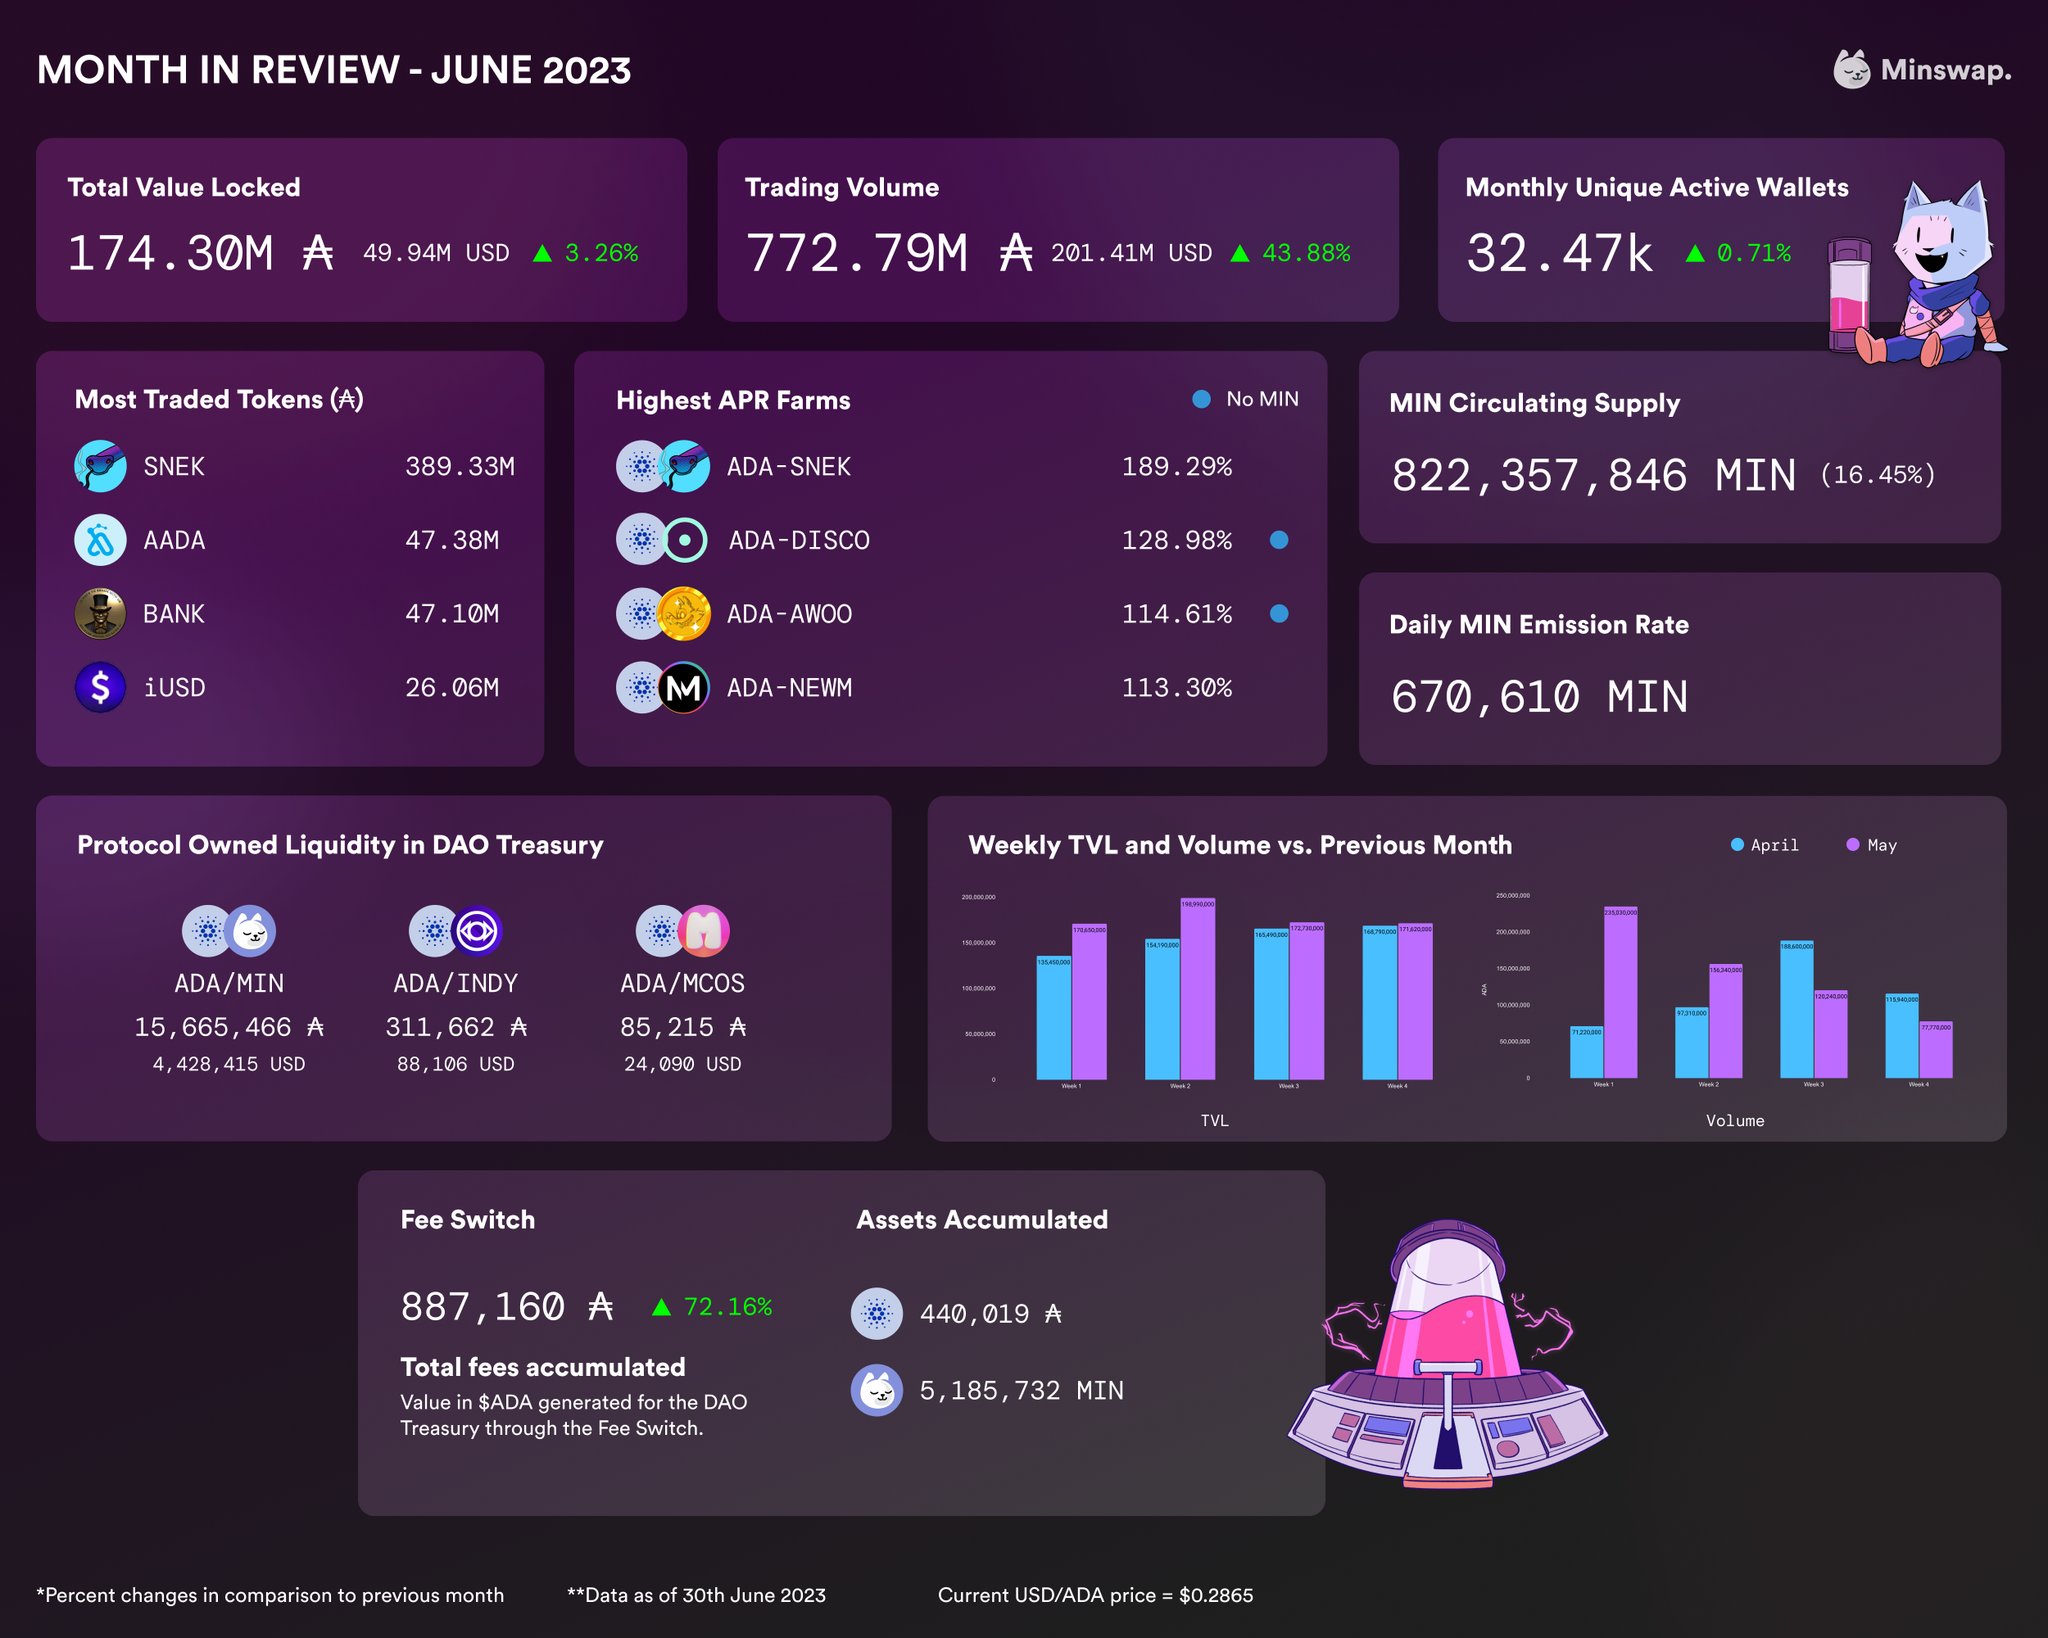 MONTH IN REVIEW - JUNE 2023
Minswap.
Total Value Locked
174.30M ₳ 49.94M USD ▲ 3.26%
Trading Volume
772.79M ₳ 201.41M USD ▲ 43.88%
Monthly Unique Active Wallets
32.47k ▲ 0.71%
Most Traded Tokens (₳)
SNEK 389.33M
AADA 47.38M
BANK 47.10M
iUSD 26.06M
Highest APR Farms
No MIN
ADA-SNEK 189.29%
ADA-DISCO 128.98%
ADA-AWOO 114.61%
ADA-NEWM 113.30%
MIN Circulating Supply
822,357,846 MIN (16.45%)
Daily MIN Emission Rate
670,610 MIN
Protocol Owned Liquidity in DAO Treasury
ADA/MIN
15,665,466 ₳
4,428,415 USD
ADA/INDY
311,662 ₳
88,106 USD
ADA/MCOS
85,215 ₳
24,090 USD
Weekly TVL and Volume vs. Previous Month
April May
200,000,000
150,000,000
100,000,000
50,000,000
0
135,450,000 170,630,000
154,190,000 198,990,000
165,490,000 172,730,000
168,790,000 171,620,000
Week 1 Week 2 Week 3 Week 4
TVL
250,000,000
200,000,000
150,000,000
100,000,000
50,000,000
0
ADA
71,220,000 235,030,000
97,310,000 156,340,000
188,600,000 120,240,000
115,940,000 77,770,000
Week 1 Week 2 Week 3 Week 4
Volume
Fee Switch
887,160 ₳ ▲ 72.16%
Total fees accumulated
Value in $ADA generated for the DAO
Treasury through the Fee Switch.
Assets Accumulated
440,019 ₳
5,185,732 MIN
*Percent changes in comparison to previous month
**Data as of 30th June 2023
Current USD/ADA price = $0.2865